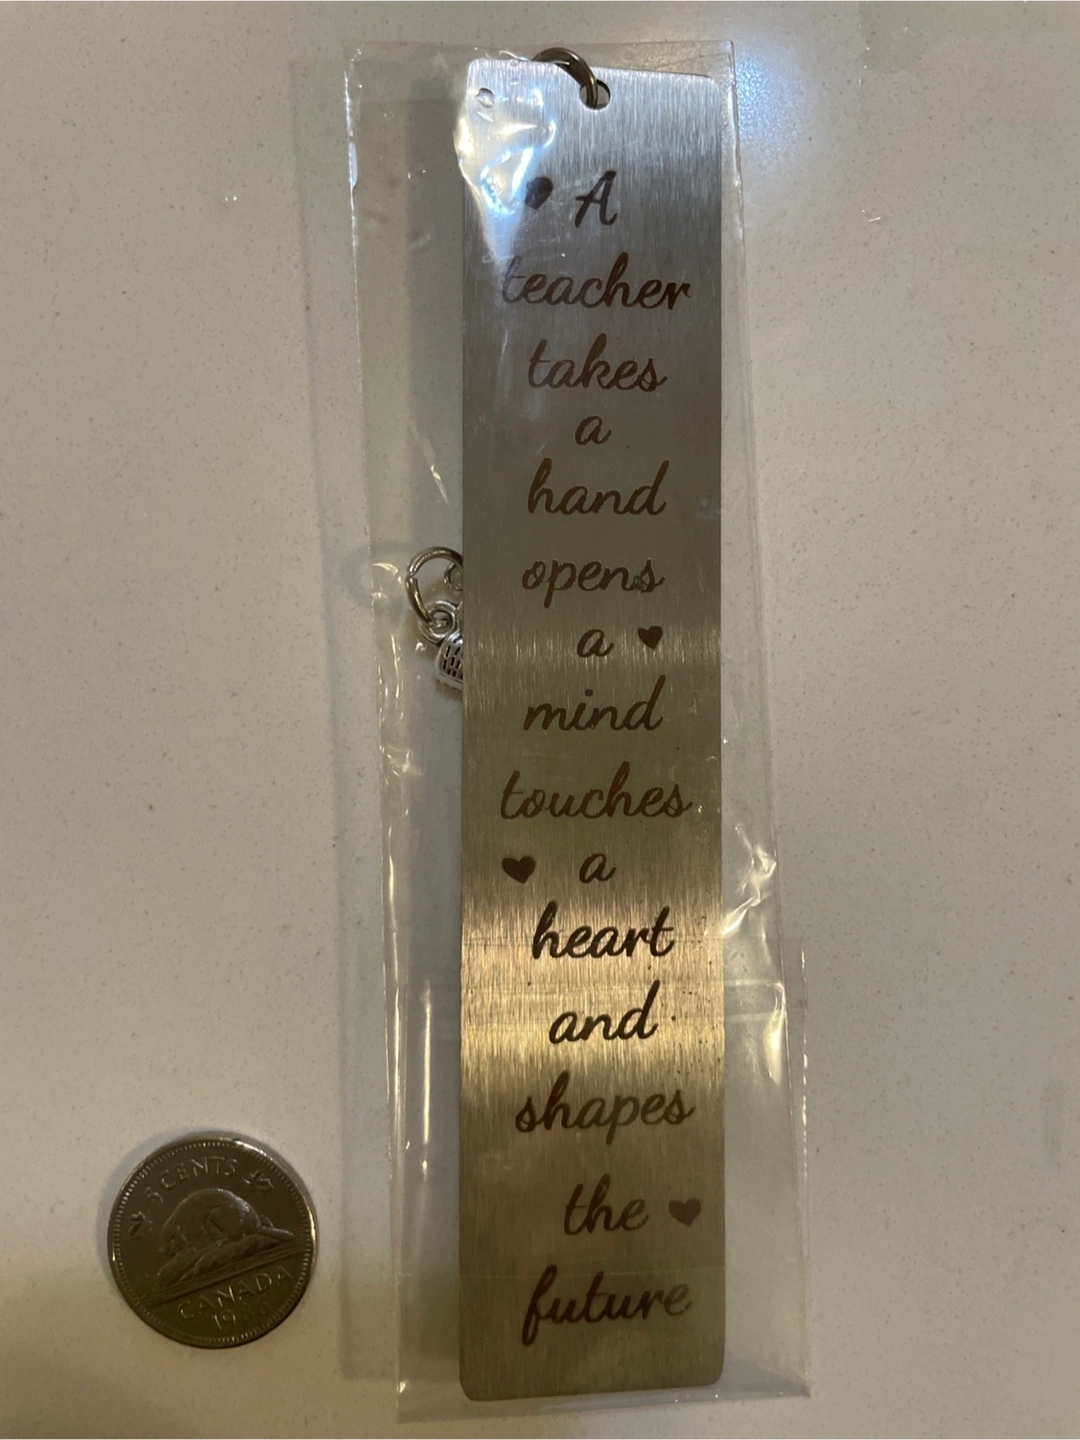 A
teacher
takes
a
hand
opens
a
mind
touches
a
heart
and
shapes
the
future
5 CENTS
CANADA